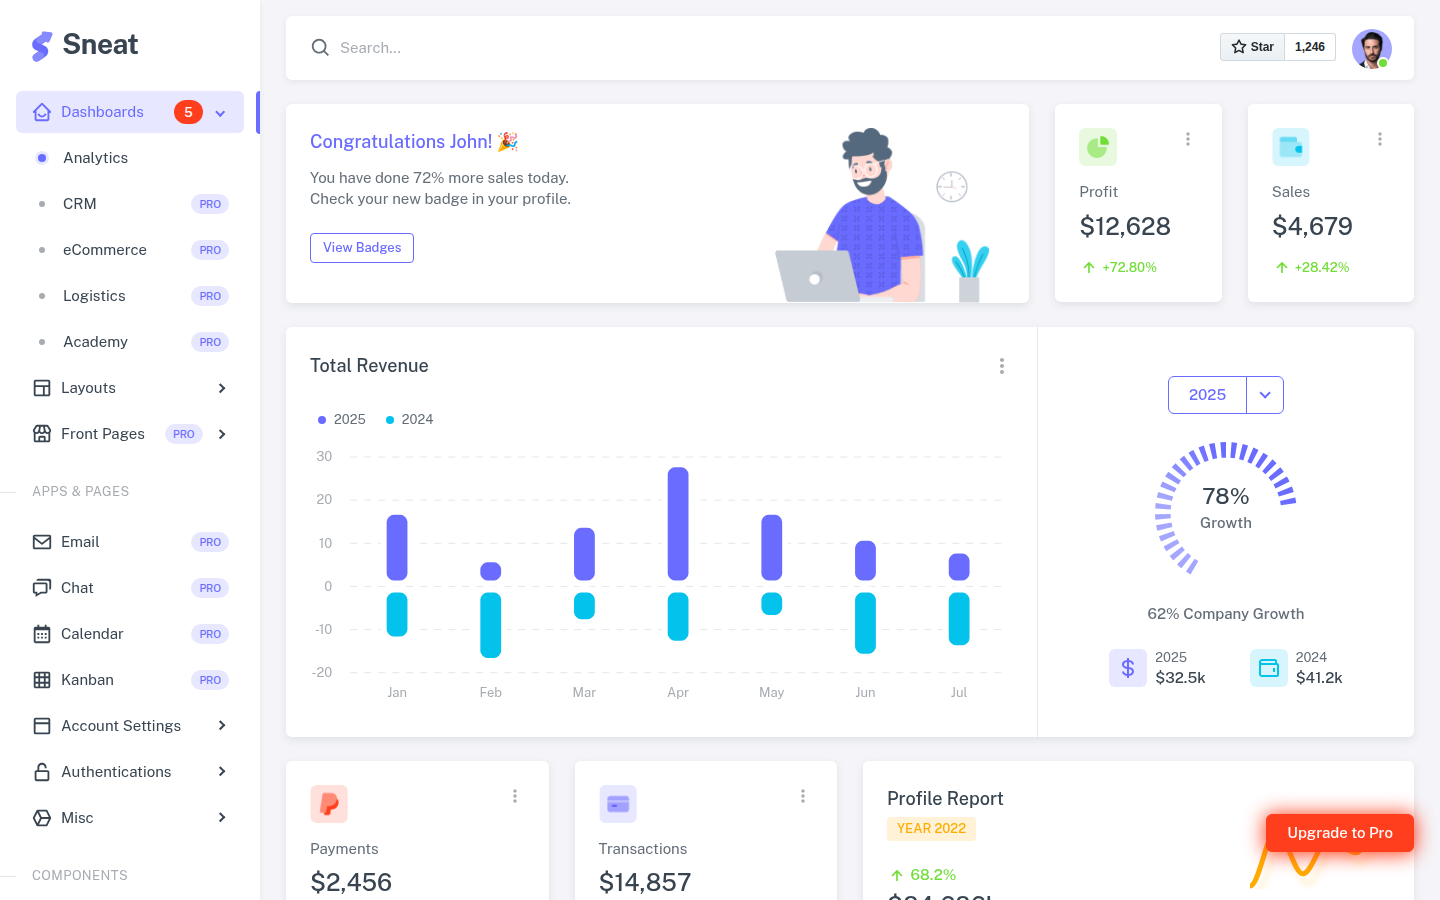 Sneat
Dashboards
5
Analytics
CRM
PRO
eCommerce
PRO
Logistics
PRO
Academy
PRO
Layouts
Front Pages
PRO
APPS & PAGES
Email
PRO
Chat
PRO
Calendar
PRO
Kanban
PRO
Account Settings
Authentications
Misc
COMPONENTS
Search...
Star
1,246
Congratulations John! 🎉
You have done 72% more sales today.
Check your new badge in your profile.
View Badges
Profit
$12,628
+72.80%
Sales
$4,679
+28.42%
Total Revenue
2025
2024
30
20
10
0
-10
-20
Jan
Feb
Mar
Apr
May
Jun
Jul
2025
78%
Growth
62% Company Growth
2025
$32.5k
2024
$41.2k
Payments
$2,456
Transactions
$14,857
Profile Report
YEAR 2022
68.2%
Upgrade to Pro